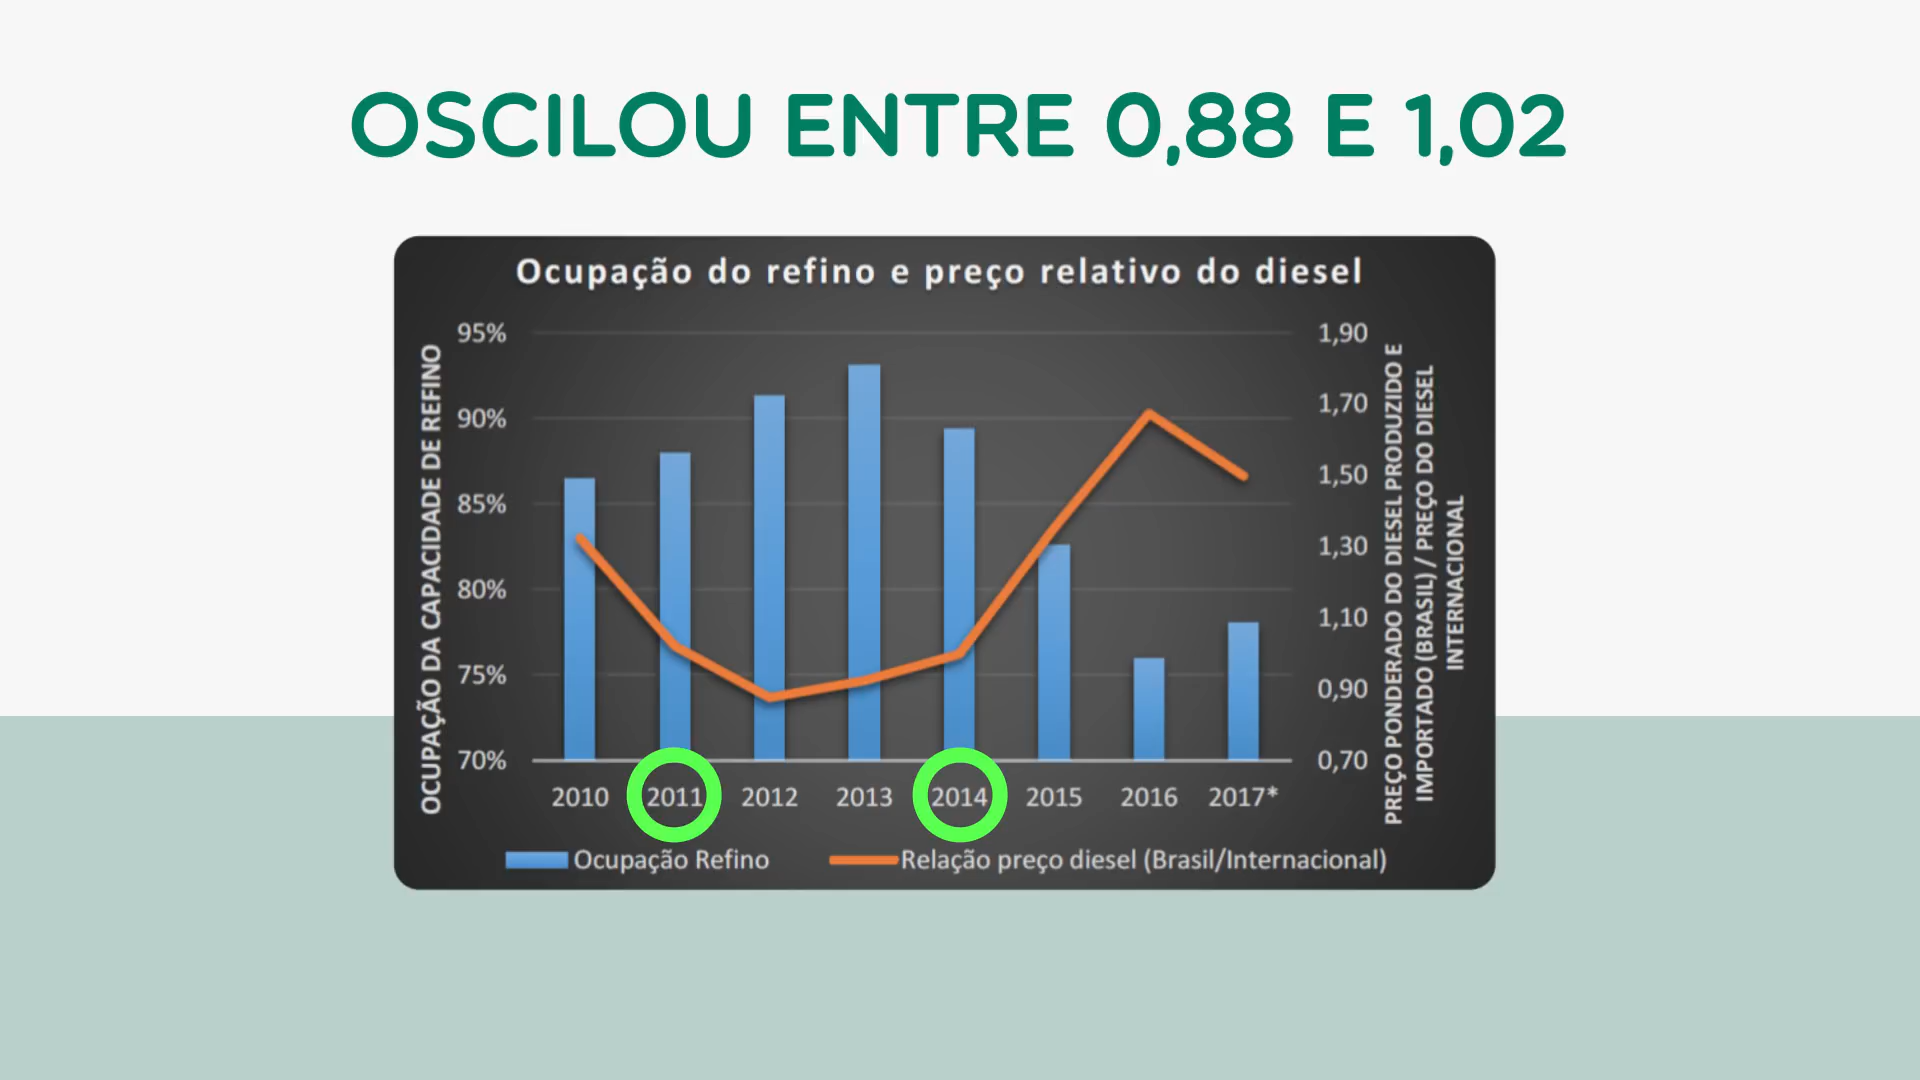 OSCILOU ENTRE 0,88 E 1,02
Ocupação do refino e preço relativo do diesel
OCUPAÇÃO DA CAPACIDADE DE REFINO
95%
90%
85%
80%
75%
70%
1,90
1,70
1,50
1,30
1,10
0,90
0,70
PREÇO PONDERADO DO DIESEL PRODUZIDO E
IMPORTADO (BRASIL) / PREÇO DO DIESEL
INTERNACIONAL
2010 2011 2012 2013 2014 2015 2016 2017*
Ocupação Refino Relação preço diesel (Brasil/Internacional)